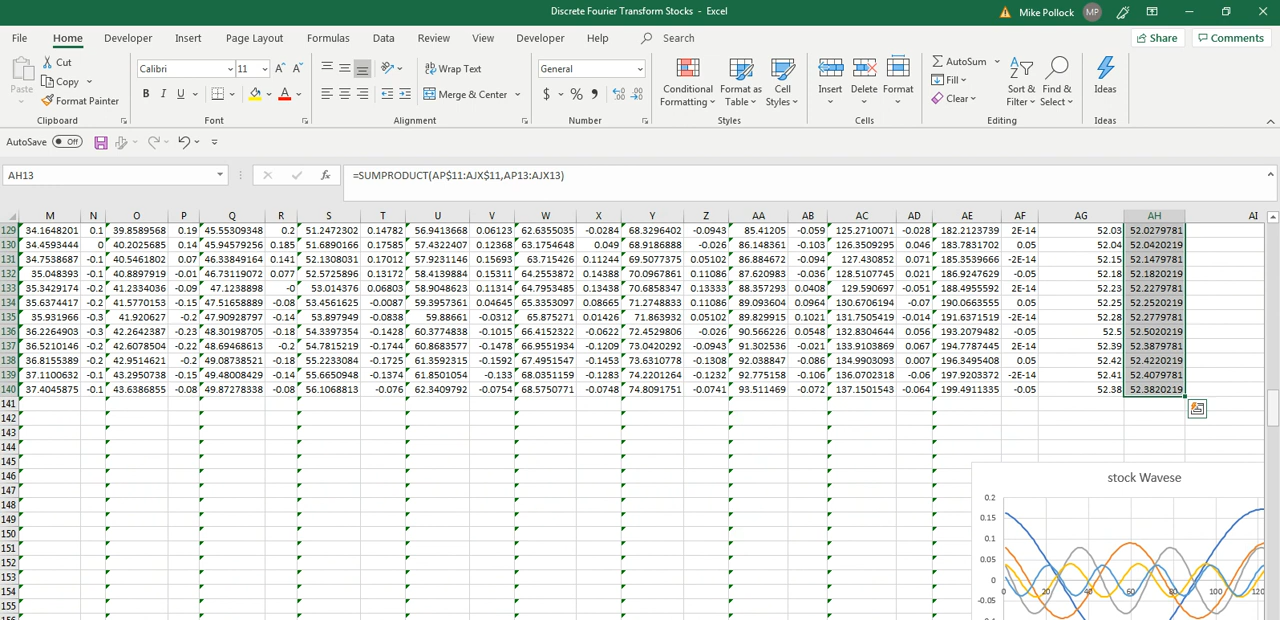 Discrete Fourier Transform Stocks - Excel
Mike Pollock MP
File Home Developer Insert Page Layout Formulas Data Review View Developer Help Search Share Comments
Paste Cut Copy Format Painter Clipboard
Calibri 11 A A B I U A Font
Wrap Text Merge & Center Alignment
General $ % Number
Conditional Formatting Format as Table Cell Styles Styles
Insert Delete Format Cells
AutoSum Fill Clear Sort & Filter Find & Select Editing
Ideas Ideas
AutoSave Off
AH13 fx =SUMPRODUCT(AP$11:AJX$11,AP13:AJX13)
M N O P Q R S T U V W X Y Z AA AB AC AD AE AF AG AH AI
129 34.1648201 0.1 39.8589568 0.19 45.55309348 0.2 51.2472302 0.14782 56.9413668 0.06123 62.6355035 -0.0284 68.3296402 -0.0943 85.41205 -0.059 125.2710071 -0.028 182.2123739 2E-14 52.03 52.0279781
130 34.4593444 0 40.2025685 0.14 45.94579256 0.185 51.6890166 0.17585 57.4322407 0.12368 63.1754648 0.049 68.9186888 -0.026 86.148361 -0.103 126.3509295 0.046 183.7831702 0.05 52.04 52.0420219
131 34.7538687 -0.1 40.5461802 0.07 46.33849164 0.141 52.1308031 0.17012 57.9231146 0.15693 63.715426 0.11244 69.5077375 0.05102 86.884672 -0.094 127.430852 0.071 185.3539666 -2E-14 52.15 52.1479781
132 35.048393 -0.1 40.8897919 -0.01 46.73119072 0.077 52.5725896 0.13172 58.4139884 0.15311 64.2553872 0.14388 70.0967861 0.11086 87.620983 -0.036 128.5107745 0.021 186.9247629 -0.05 52.18 52.1820219
133 35.3429174 -0.2 41.2334036 -0.09 47.1238898 -0 53.014376 0.06803 58.9048623 0.11314 64.7953485 0.13438 70.6858347 0.13333 88.357293 0.0408 129.590697 -0.051 188.4955592 2E-14 52.23 52.2279781
134 35.6374417 -0.2 41.5770153 -0.15 47.51658889 -0.08 53.4561625 -0.0087 59.3957361 0.04645 65.3353097 0.08665 71.2748833 0.11086 89.093604 0.0964 130.6706194 -0.07 190.0663555 0.05 52.25 52.2520219
135 35.931966 -0.3 41.920627 -0.2 47.90928797 -0.14 53.897949 -0.0838 59.88661 -0.0312 65.875271 0.01426 71.863932 0.05102 89.829915 0.1021 131.7505419 -0.014 191.6371519 -2E-14 52.28 52.2779781
136 36.2264903 -0.3 42.2642387 -0.23 48.30198705 -0.18 54.3397354 -0.1428 60.3774838 -0.1015 66.4152322 -0.0622 72.4529806 -0.026 90.566226 0.0548 132.8304644 0.056 193.2079482 -0.05 52.5 52.5020219
137 36.5210146 -0.2 42.6078504 -0.22 48.69468613 -0.2 54.7815219 -0.1744 60.8683577 -0.1478 66.9551934 -0.1209 73.0420292 -0.0943 91.302536 -0.021 133.9103869 0.067 194.7787445 2E-14 52.39 52.3879781
138 36.8155389 -0.2 42.9514621 -0.2 49.08738521 -0.18 55.2233084 -0.1725 61.3592315 -0.1592 67.4951547 -0.1453 73.6310778 -0.1308 92.038847 -0.086 134.9903093 0.007 196.3495408 0.05 52.42 52.4220219
139 37.1100632 -0.1 43.2950738 -0.15 49.48008429 -0.14 55.6650948 -0.1374 61.8501054 -0.133 68.0351159 -0.1283 74.2201264 -0.1232 92.775158 -0.106 136.0702318 -0.06 197.9203372 -2E-14 52.41 52.4079781
140 37.4045875 -0.1 43.6386855 -0.08 49.87278338 -0.08 56.1068813 -0.076 62.3409792 -0.0754 68.5750771 -0.0748 74.8091751 -0.0741 93.511469 -0.072 137.1501543 -0.064 199.4911335 -0.05 52.38 52.3820219
141
142
143
144
145
146
147
148
149
150
151
152
153
154
155
stock Wavese
0.2
0.15
0.1
0.05
0
-0.05
0 20 40 60 80 100 120